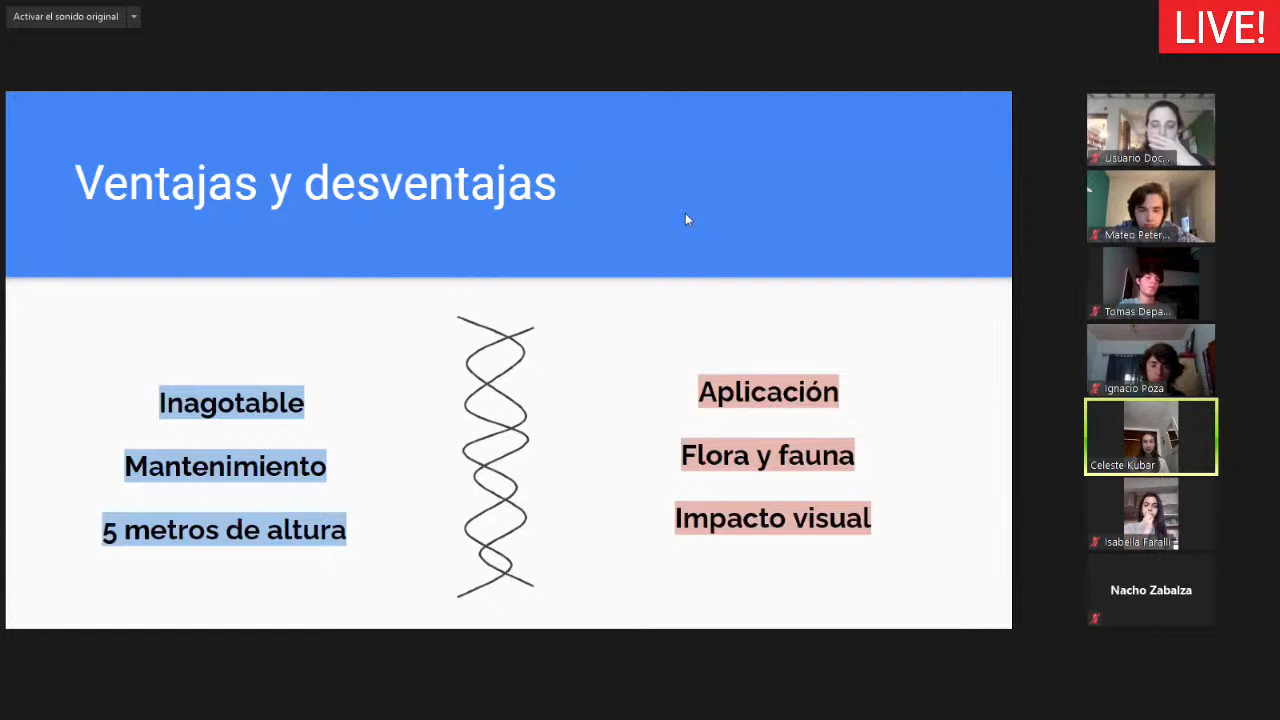 Activar el sonido original
LIVE!
Ventajas y desventajas
Inagotable
Mantenimiento
5 metros de altura
Aplicación
Flora y fauna
Impacto visual
Usuario Doc...
Mateo Peter...
Tomas Depa...
Ignacio Poza
Celeste Kubar
Isabella Faralli
Nacho Zabalza